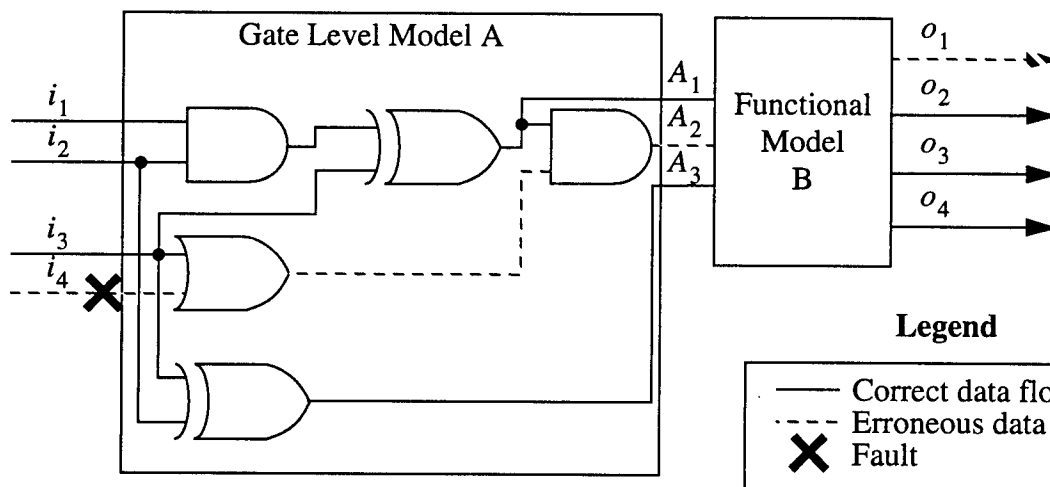 Gate Level Model A
i1
i2
i3
i4
A1
A2
A3
Functional
Model
B
o1
o2
o3
o4
Legend
Correct data flo
Erroneous data
Fault